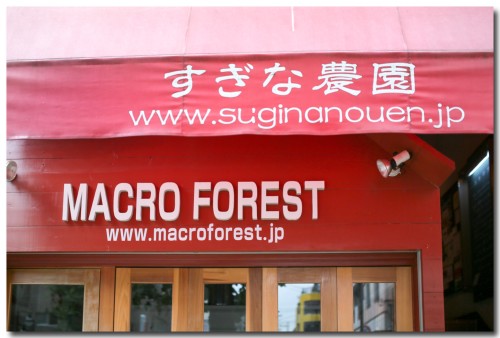 すぎな農園
www.suginanouen.jp
MACRO FOREST
www.macroforest.jp